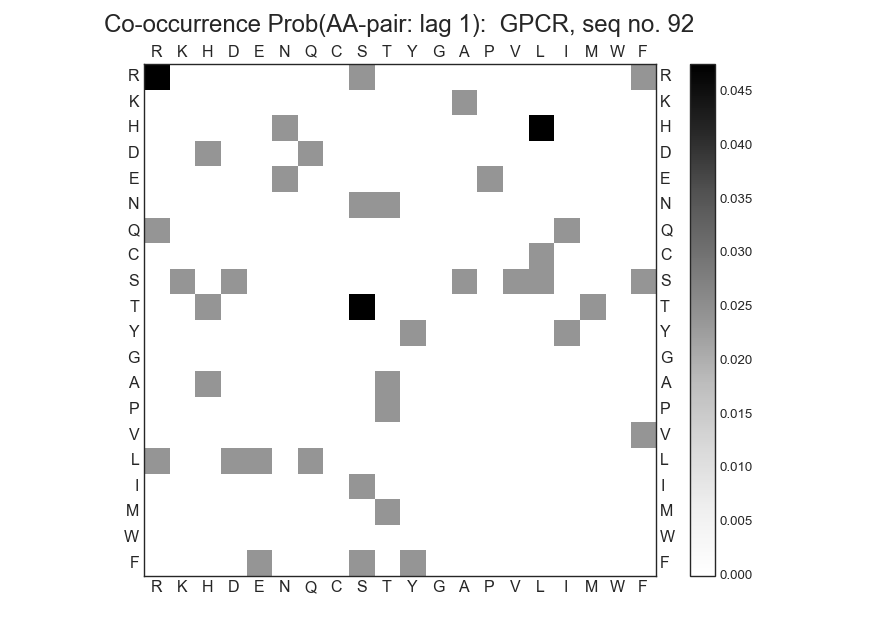 Co-occurrence Prob(AA-pair: lag 1):  GPCR, seq no. 92
R K H D E N Q C S T Y G A P V L I M W F
R R
K K
H H 0.045
D D 0.040
E E 0.035
N N
Q Q 0.030
C C
S S 0.025
T T
Y Y 0.020
G G
A A 0.015
P P
V V
L L 0.010
I I
M M 0.005
W W
F F 0.000
R K H D E N Q C S T Y G A P V L I M W F